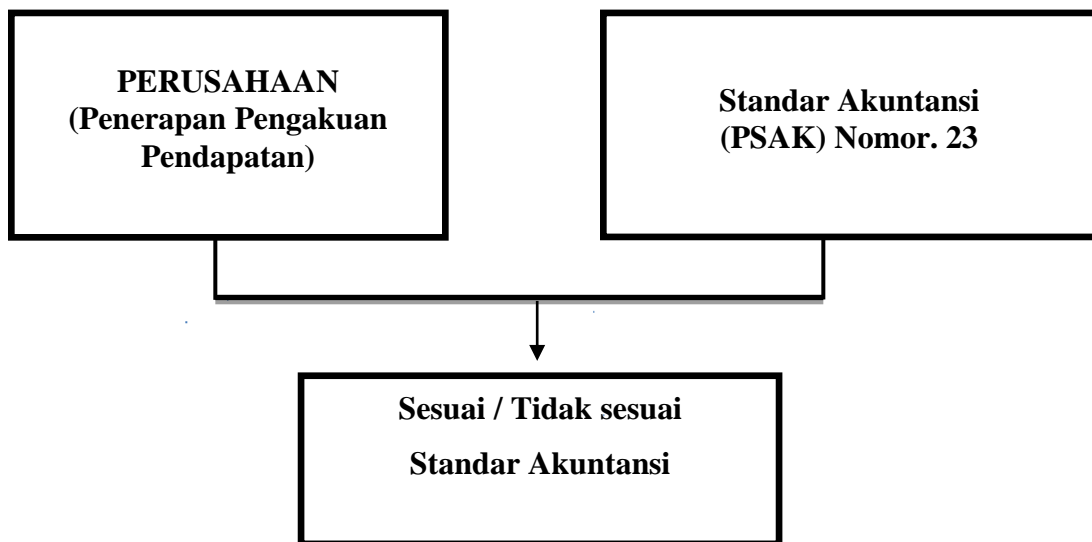 PERUSAHAAN
(Penerapan Pengakuan
Pendapatan)
Standar Akuntansi
(PSAK) Nomor. 23
Sesuai / Tidak sesuai
Standar Akuntansi